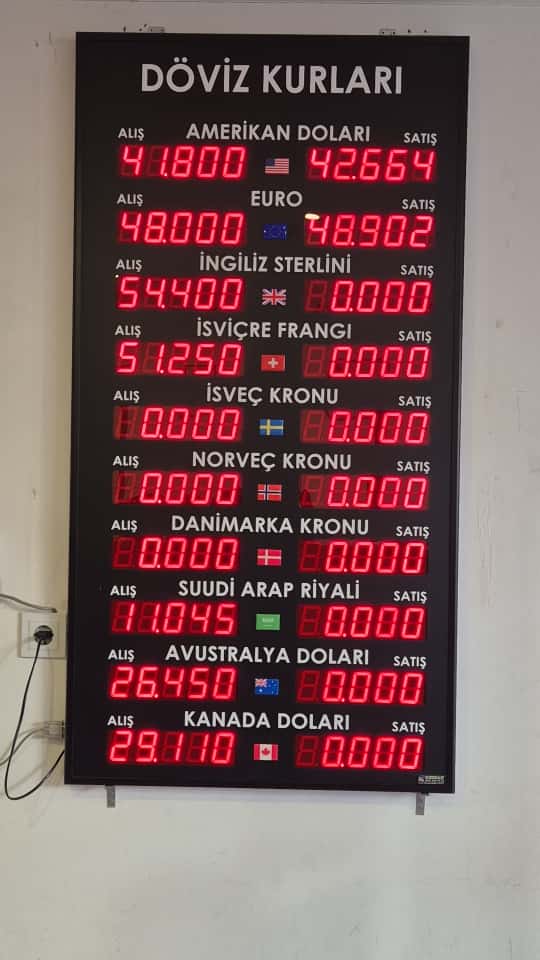 DÖVİZ KURLARI
ALIŞ AMERİKAN DOLARI SATIŞ
41.800 42.664
ALIŞ EURO SATIŞ
48.000 48.902
ALIŞ İNGİLİZ STERLİNİ SATIŞ
54.400 0.000
ALIŞ İSVİÇRE FRANGI SATIŞ
51.250 0.000
ALIŞ İSVEÇ KRONU SATIŞ
0.000 0.000
ALIŞ NORVEÇ KRONU SATIŞ
0.000 0.000
ALIŞ DANİMARKA KRONU SATIŞ
0.000 0.000
ALIŞ SUUDİ ARAP RİYALİ SATIŞ
11.045 0.000
ALIŞ AVUSTRALYA DOLARI SATIŞ
26.450 0.000
ALIŞ KANADA DOLARI SATIŞ
29.110 0.000